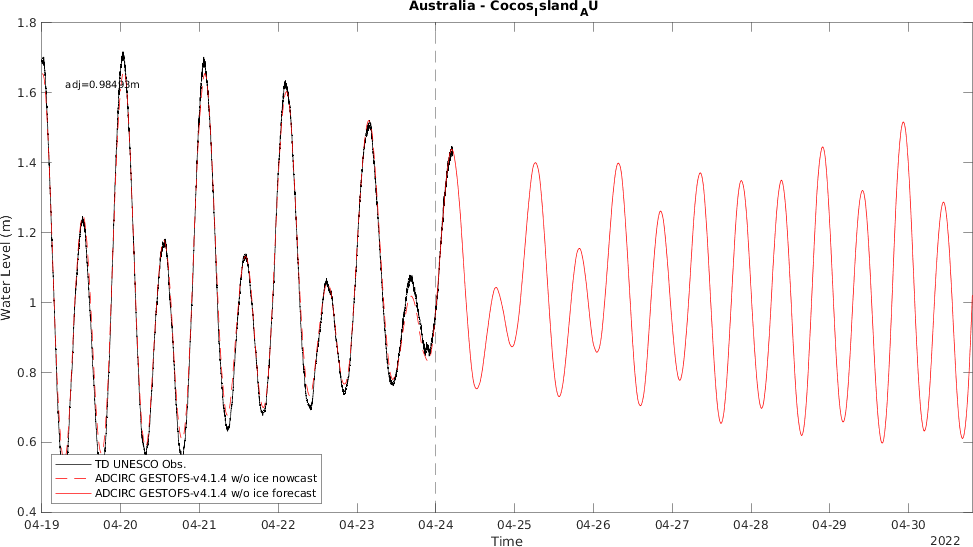 Australia - Cocos_Island_AU
1.8
adj=0.98493m
1.6
1.4
1.2
1
0.8
0.6
0.4
Water Level (m)
TD UNESCO Obs.
ADCIRC GESTOFS-v4.1.4 w/o ice nowcast
ADCIRC GESTOFS-v4.1.4 w/o ice forecast
04-19 04-20 04-21 04-22 04-23 04-24 04-25 04-26 04-27 04-28 04-29 04-30
Time
2022